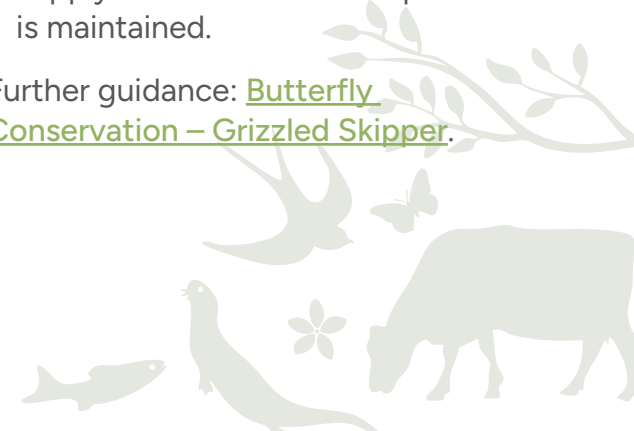 is maintained.
Further guidance: Butterfly
Conservation – Grizzled Skipper.